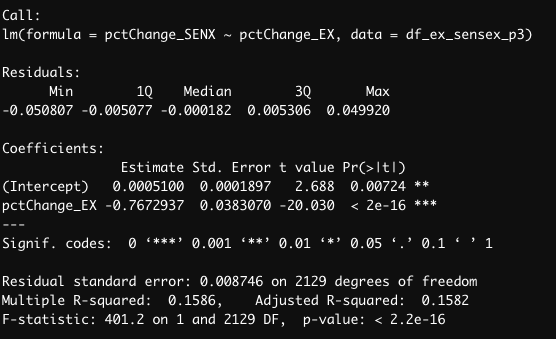 Call:
lm(formula = pctChange_SENX ~ pctChange_EX, data = df_ex_sensex_p3)
Residuals:
Min 1Q Median 3Q Max
-0.050807 -0.005077 -0.000182 0.005306 0.049920
Coefficients:
Estimate Std. Error t value Pr(>|t|)
(Intercept) 0.0005100 0.0001897 2.688 0.00724 **
pctChange_EX -0.7672937 0.0383070 -20.030 < 2e-16 ***
---
Signif. codes: 0 ‘***’ 0.001 ‘**’ 0.01 ‘*’ 0.05 ‘.’ 0.1 ‘ ’ 1
Residual standard error: 0.008746 on 2129 degrees of freedom
Multiple R-squared: 0.1586, Adjusted R-squared: 0.1582
F-statistic: 401.2 on 1 and 2129 DF, p-value: < 2.2e-16